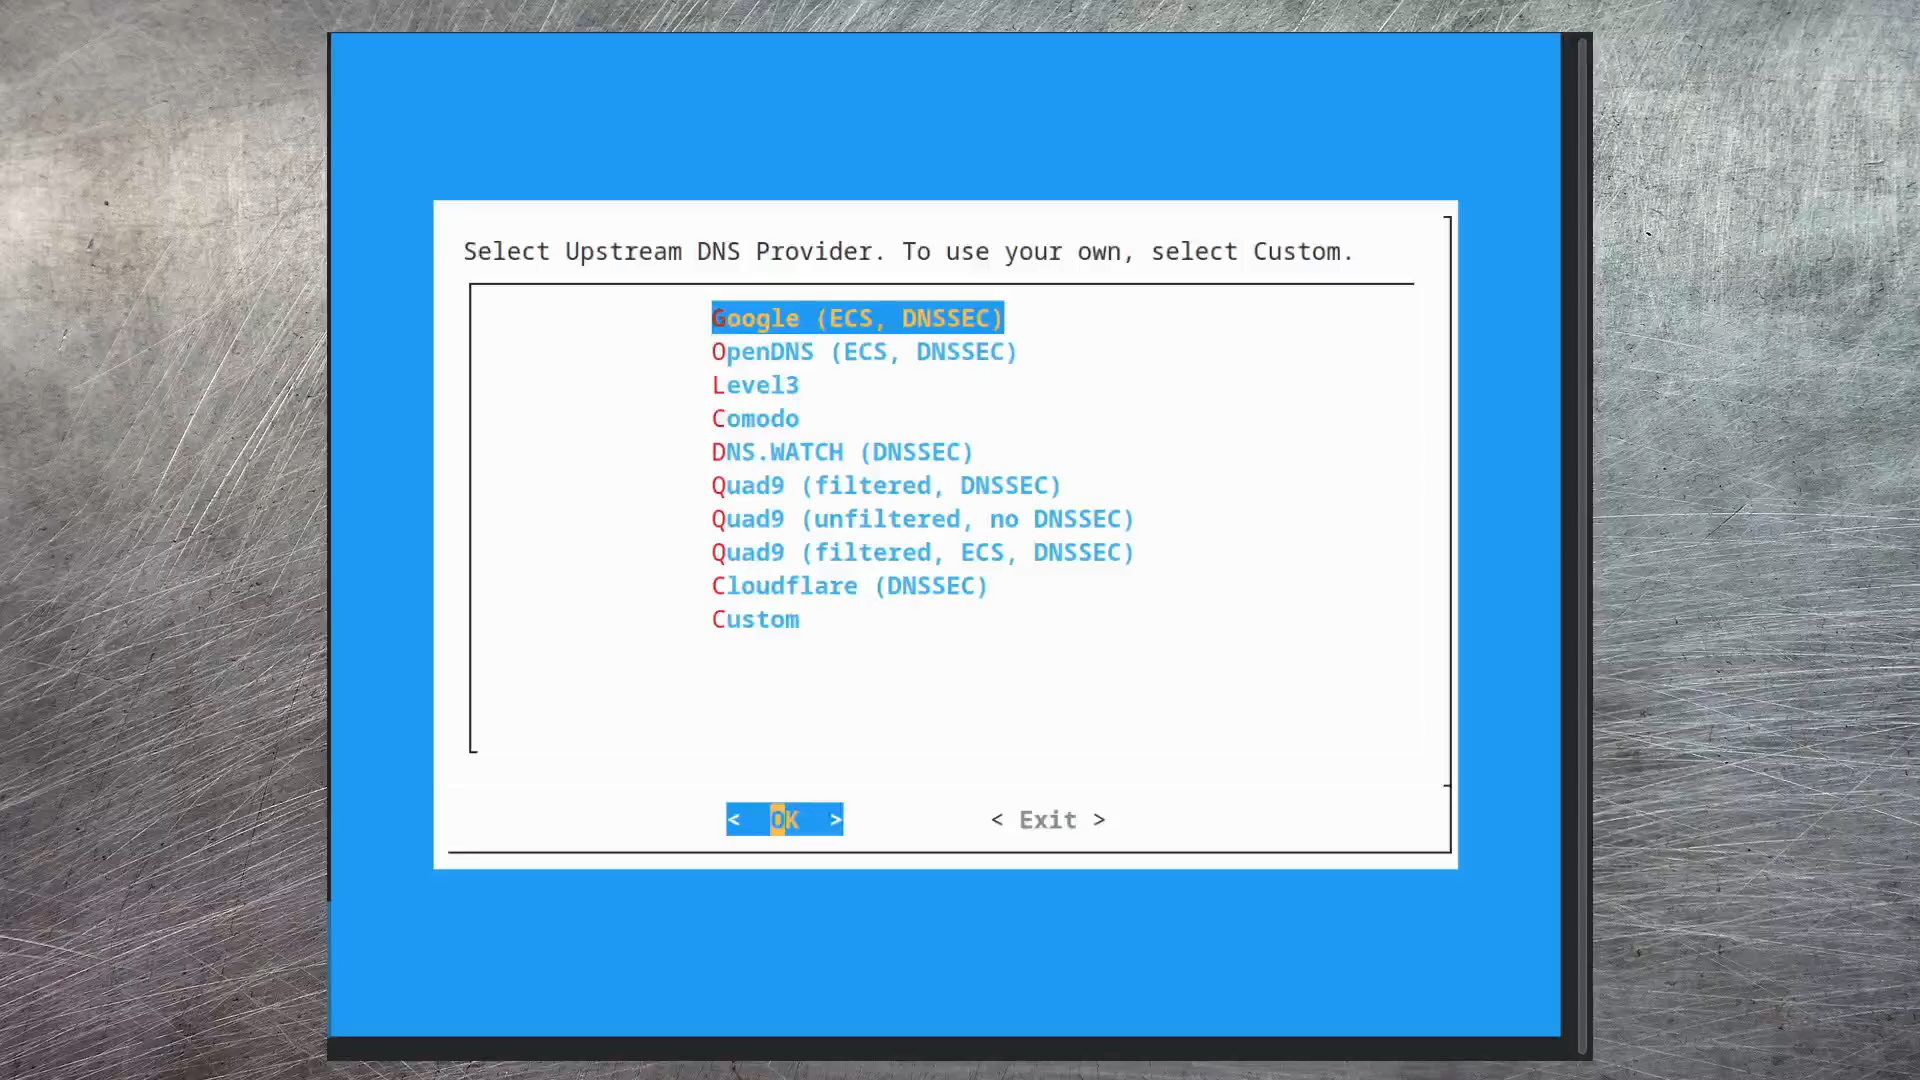 Select Upstream DNS Provider. To use your own, select Custom.
Google (ECS, DNSSEC)
OpenDNS (ECS, DNSSEC)
Level3
Comodo
DNS.WATCH (DNSSEC)
Quad9 (filtered, DNSSEC)
Quad9 (unfiltered, no DNSSEC)
Quad9 (filtered, ECS, DNSSEC)
Cloudflare (DNSSEC)
Custom
< OK > < Exit >